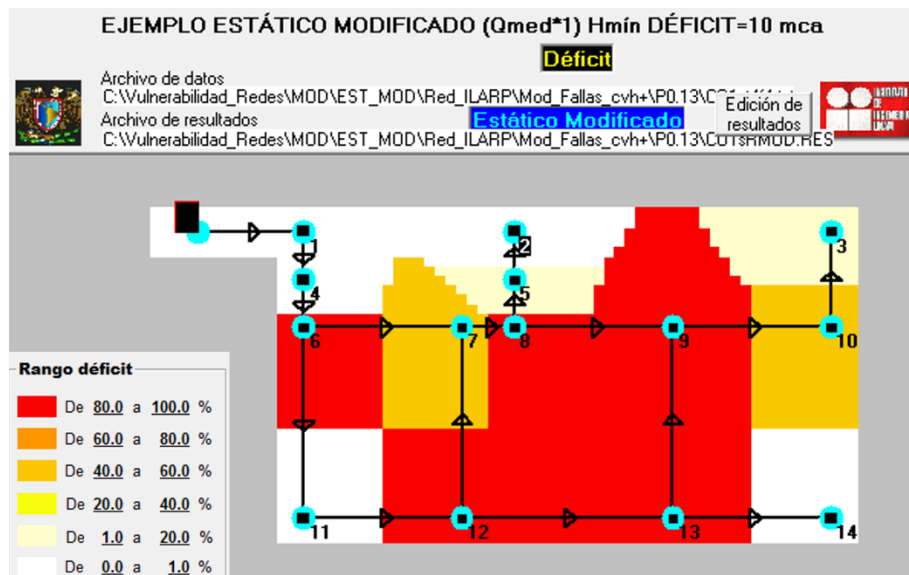 EJEMPLO ESTÁTICO MODIFICADO (Qmed*1) Hmín DÉFICIT=10 mca
Déficit
Archivo de datos
C:\Vulnerabilidad_Redes\MOD\EST_MOD\Red_ILARP\Mod_Fallas_cvh+\P0.13\
Archivo de resultados
Estático Modificado
Edición de
resultados
C:\Vulnerabilidad_Redes\MOD\EST_MOD\Red_ILARP\Mod_Fallas_cvh+\P0.13\COTsRMOD.RES
1
2
3
4
5
6
7
8
9
10
Rango déficit
De 80.0 a 100.0 %
De 60.0 a 80.0 %
De 40.0 a 60.0 %
De 20.0 a 40.0 %
De 1.0 a 20.0 %
De 0.0 a 1.0 %
11
12
13
14